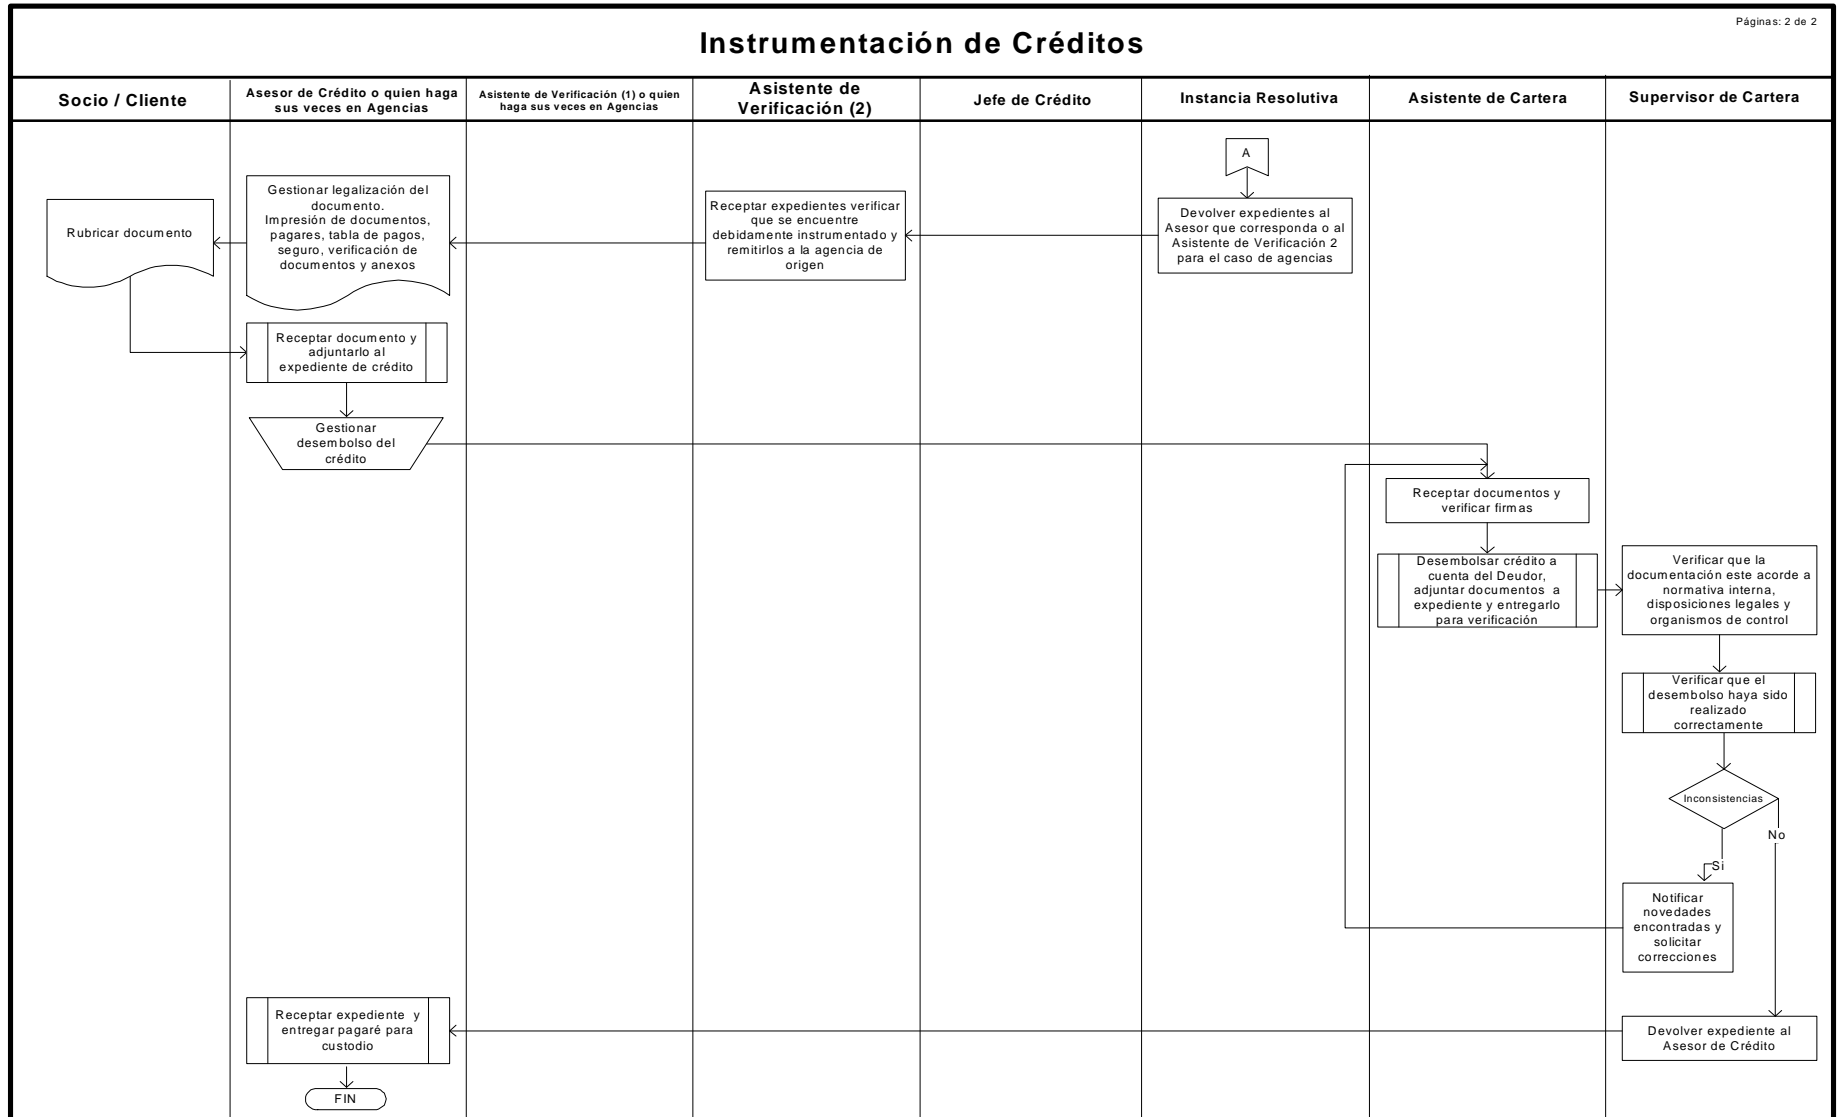 Páginas: 2 de 2
Instrumentación de Créditos
Socio / Cliente
Asesor de Crédito o quien haga
sus veces en Agencias
Asistente de Verificación (1) o quien
haga sus veces en Agencias
Asistente de
Verificación (2)
Jefe de Crédito
Instancia Resolutiva
Asistente de Cartera
Supervisor de Cartera
A
Devolver expedientes al
Asesor que corresponda o al
Asistente de Verificación 2
para el caso de agencias
Receptar expedientes verificar
que se encuentre
debidamente instrumentado y
remitirlos a la agencia de
origen
Gestionar legalización del
documento.
Impresión de documentos,
pagares, tabla de pagos,
seguro, verificación de
documentos y anexos
Rubricar documento
Receptar documento y
adjuntarlo al
expediente de crédito
Gestionar
desembolso del
crédito
Receptar documentos y
verificar firmas
Desembolsar crédito a
cuenta del Deudor,
adjuntar documentos a
expediente y entregarlo
para verificación
Verificar que la
documentación este acorde a
normativa interna,
disposiciones legales y
organismos de control
Verificar que el
desembolso haya sido
realizado
correctamente
Inconsistencias
No
Si
Notificar
novedades
encontradas y
solicitar
correcciones
Devolver expediente al
Asesor de Crédito
Receptar expediente y
entregar pagaré para
custodio
FIN